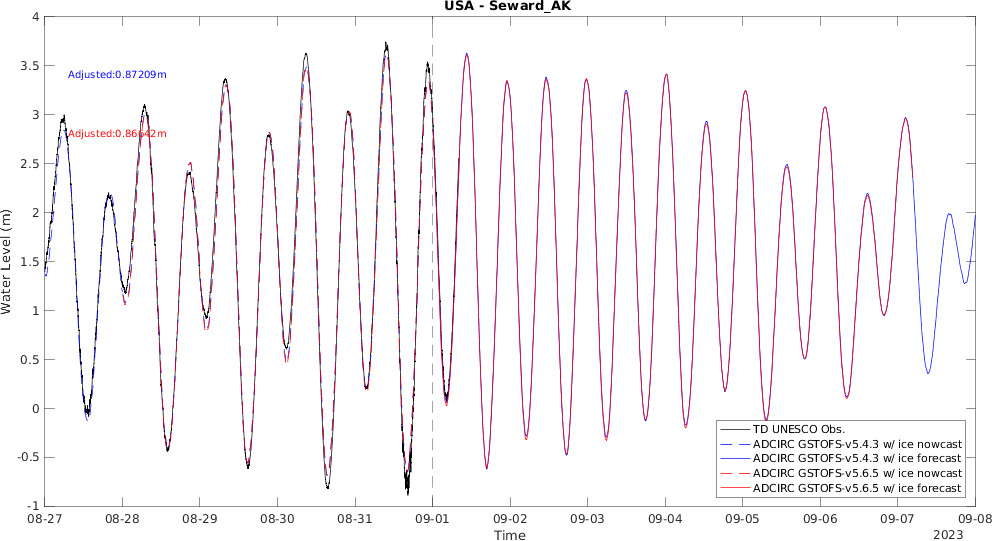 USA - Seward_AK
4
3.5
3
2.5
2
1.5
1
0.5
0
-0.5
-1
Water Level (m)
Adjusted:0.87209m
Adjusted:0.86642m
TD UNESCO Obs.
ADCIRC GSTOFS-v5.4.3 w/ ice nowcast
ADCIRC GSTOFS-v5.4.3 w/ ice forecast
ADCIRC GSTOFS-v5.6.5 w/ ice nowcast
ADCIRC GSTOFS-v5.6.5 w/ ice forecast
08-27 08-28 08-29 08-30 08-31 09-01 09-02 09-03 09-04 09-05 09-06 09-07 09-08
Time
2023